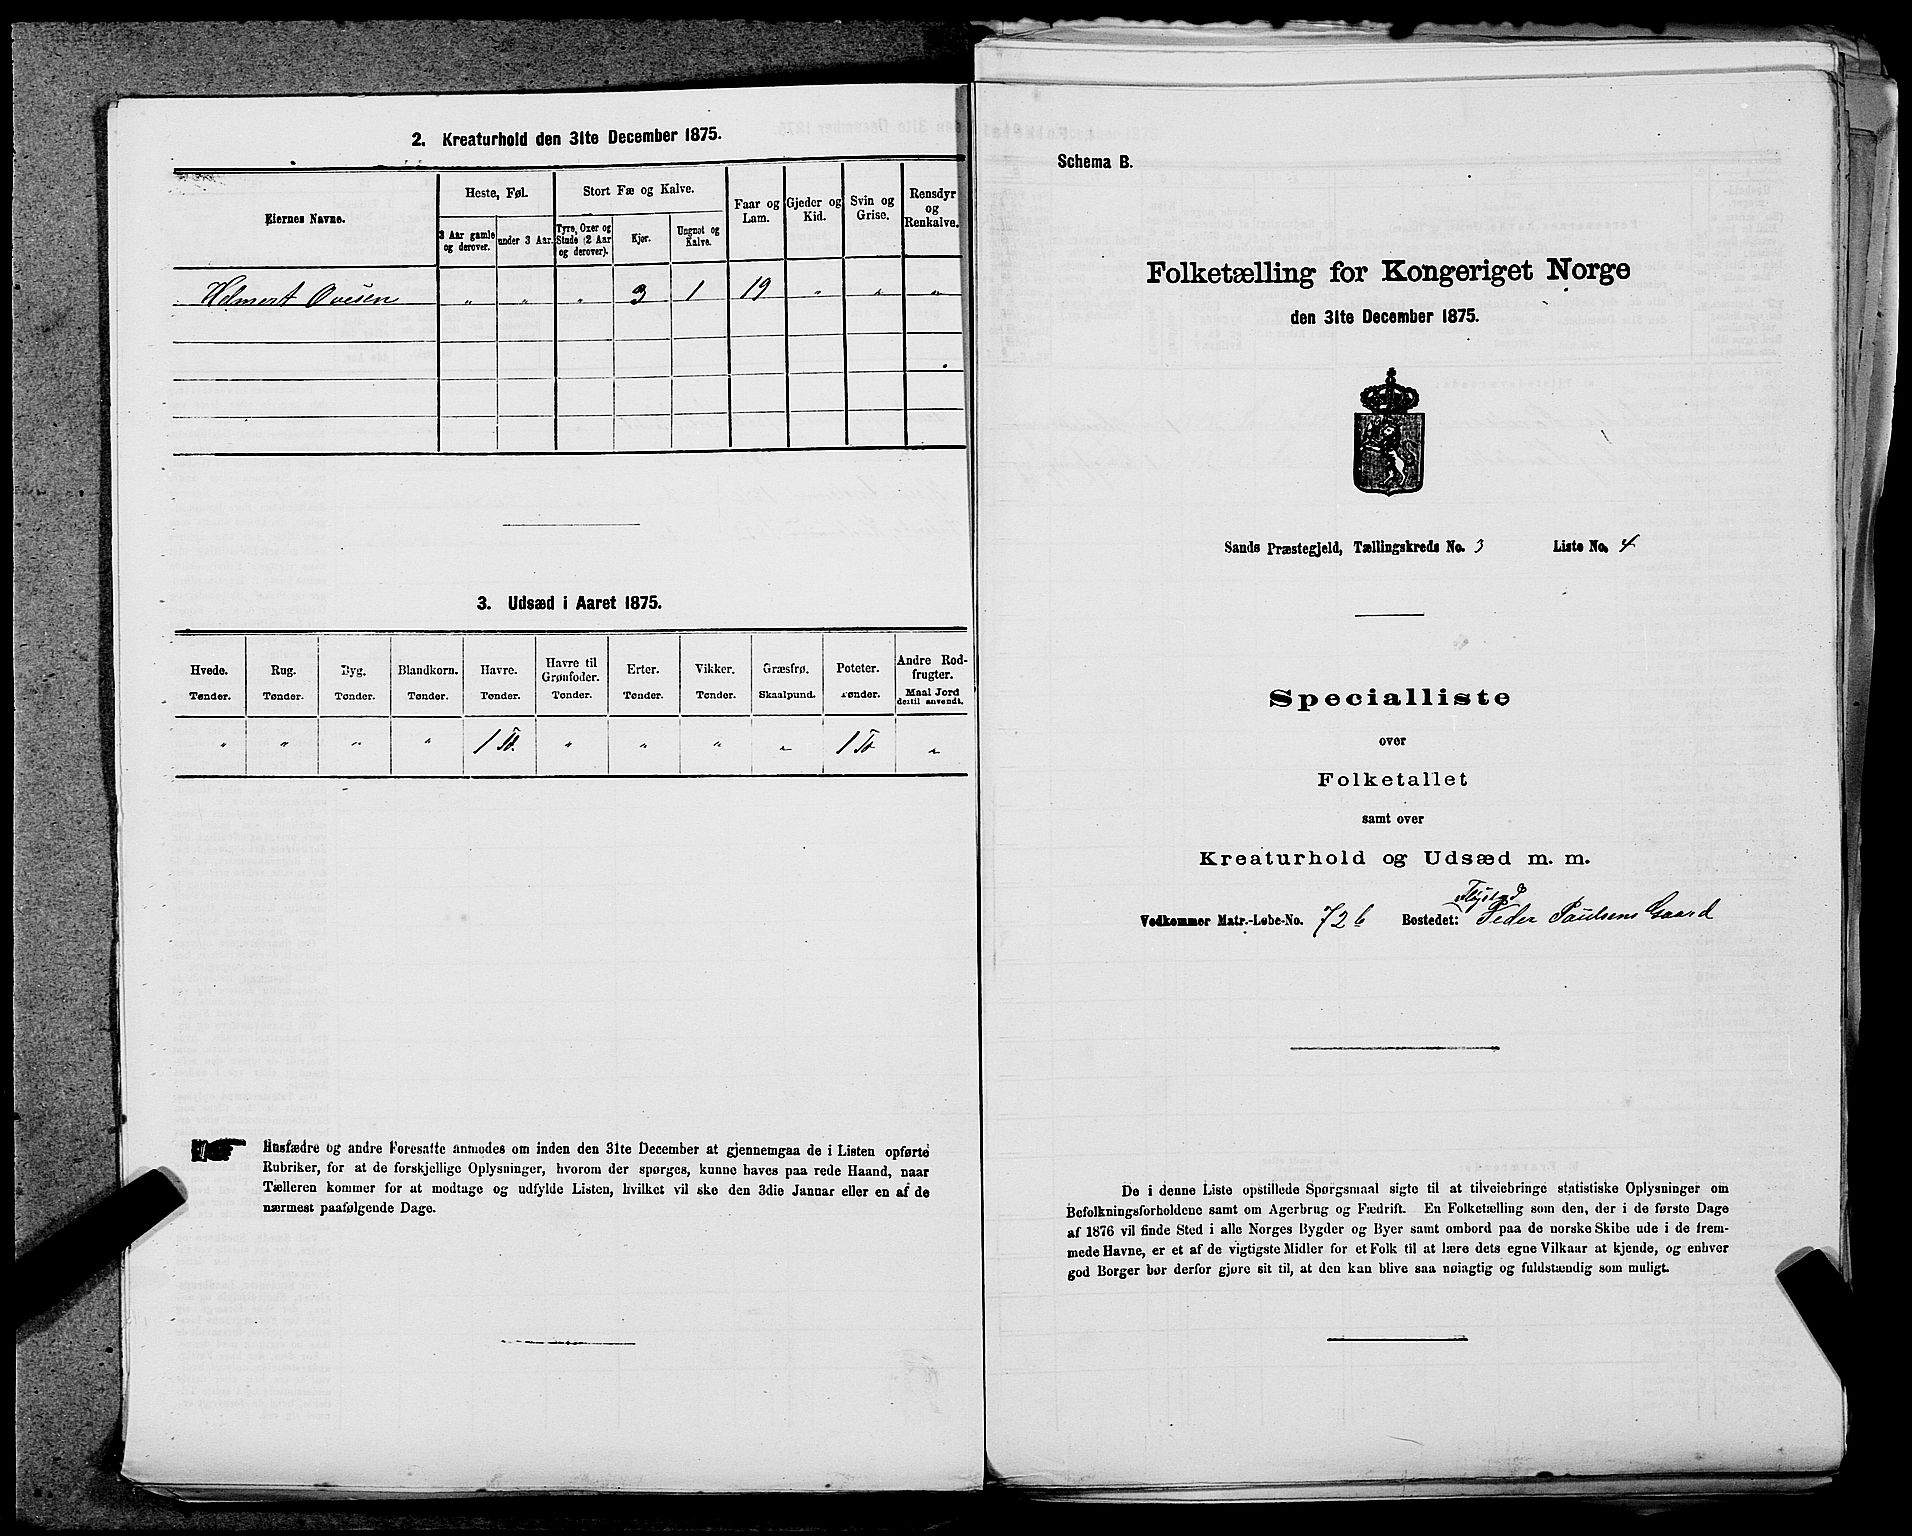 2. Kreaturhold den 31te December 1875.
Eiernes Navne.
Heste, Føl.
Stort Fæ og Kalve.
3 Aar gamle og derover.
under 3 Aar.
Tyre, Oxer og Stude (2 Aar og derover).
Kjør.
Ungnøt og Kalve.
Faar og Lam.
Gjeder og Kid.
Svin og Grise.
Rensdyr og Renkalve.
Helmert Ovesen " " " 3 1 19 " " "
3. Udsæd i Aaret 1875.
Hvede. Rug. Byg. Blandkorn. Havre. Havre til Grønfoder. Erter. Vikker. Græsfrø. Poteter. Andre Rodfrugter.
Tønder. Tønder. Tønder. Tønder. Tønder. Tønder. Tønder. Tønder. Skaalpund. Tønder. Maal Jord dertil anvendt.
" " " " 1 Td. " " " " 1 Td "
Husfædre og andre Foresatte anmodes om inden den 31te December at gjennemgaa de i Listen opførte
Rubriker, for at de forskjellige Oplysninger, hvorom der spørges, kunne haves paa rede Haand, naar
Tælleren kommer for at modtage og udfylde Listen, hvilket vil ske den 3die Januar eller en af de
nærmest paafølgende Dage.
Schema B.
Folketælling for Kongeriget Norge
den 31te December 1875.
Sands Præstegjeld, Tællingskreds No. 3 Liste No. 4
Specialliste
over
Folketallet
samt over
Kreaturhold og Udsæd m. m.
Vedkommer Matr.-Løbe-No. 72b Bostedet: Peder Paulsens Gaard
De i denne Liste opstillede Spørgsmaal sigte til at tilveiebringe statistiske Oplysninger om
Befolkningsforholdene samt om Agerbrug og Fædrift. En Folketælling som den, der i de første Dage
af 1876 vil finde Sted i alle Norges Bygder og Byer samt ombord paa de norske Skibe ude i de frem-
mede Havne, er et af de vigtigste Midler for et Folk til at lære dets egne Vilkaar at kjende, og enhver
god Borger bør derfor gjøre sit til, at den kan blive saa nøiagtig og fuldstændig som muligt.